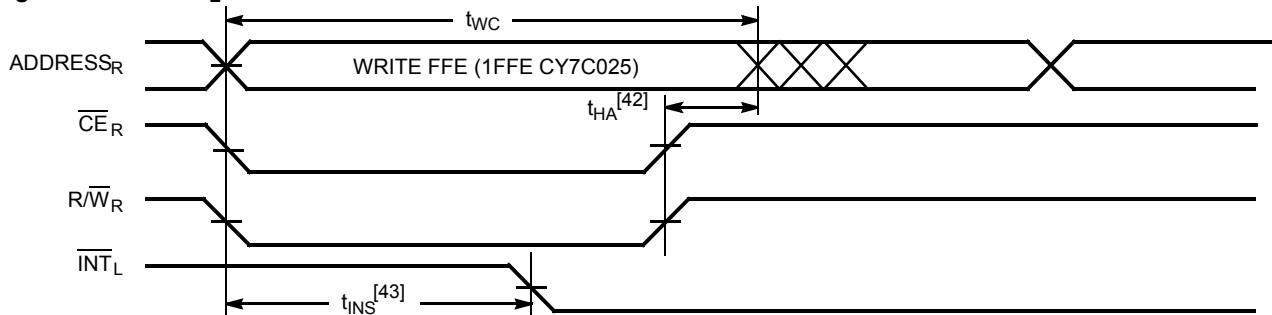 tWC
ADDRESSR
WRITE FFE (1FFE CY7C025)
tHA[42]
CER
R/WR
INTL
tINS[43]